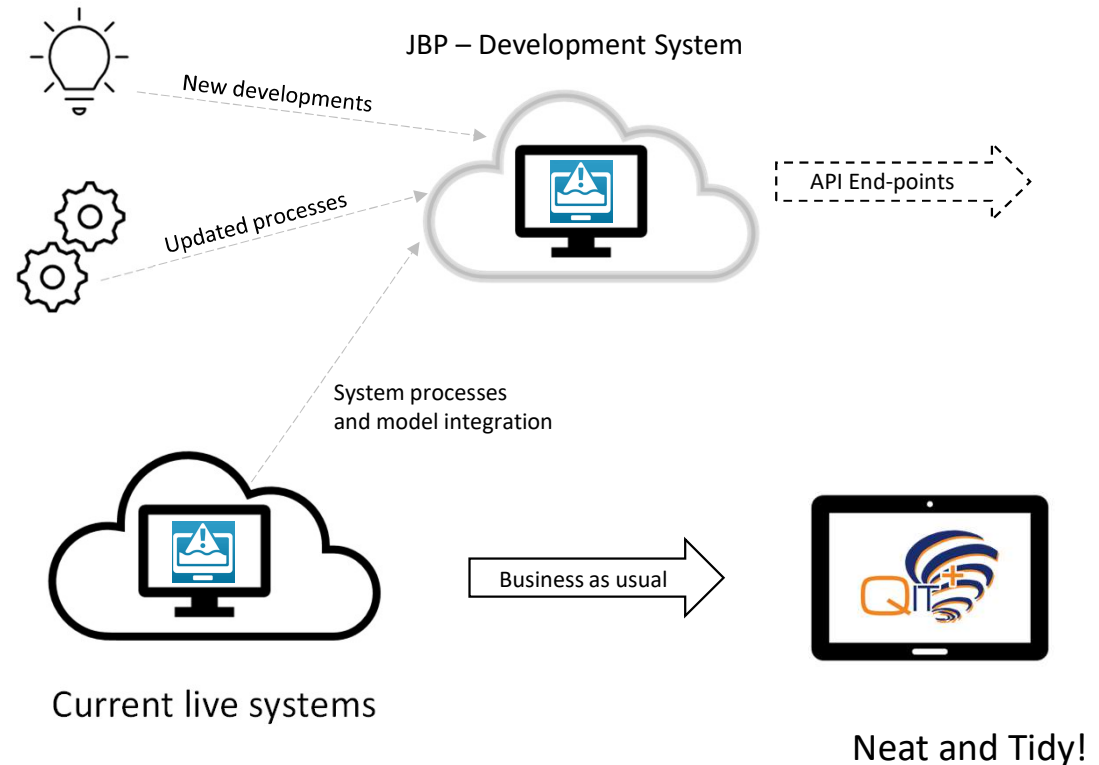 JBP – Development System
New developments
API End-points
Updated processes
System processes
and model integration
Business as usual
QIT+
Current live systems
Neat and Tidy!